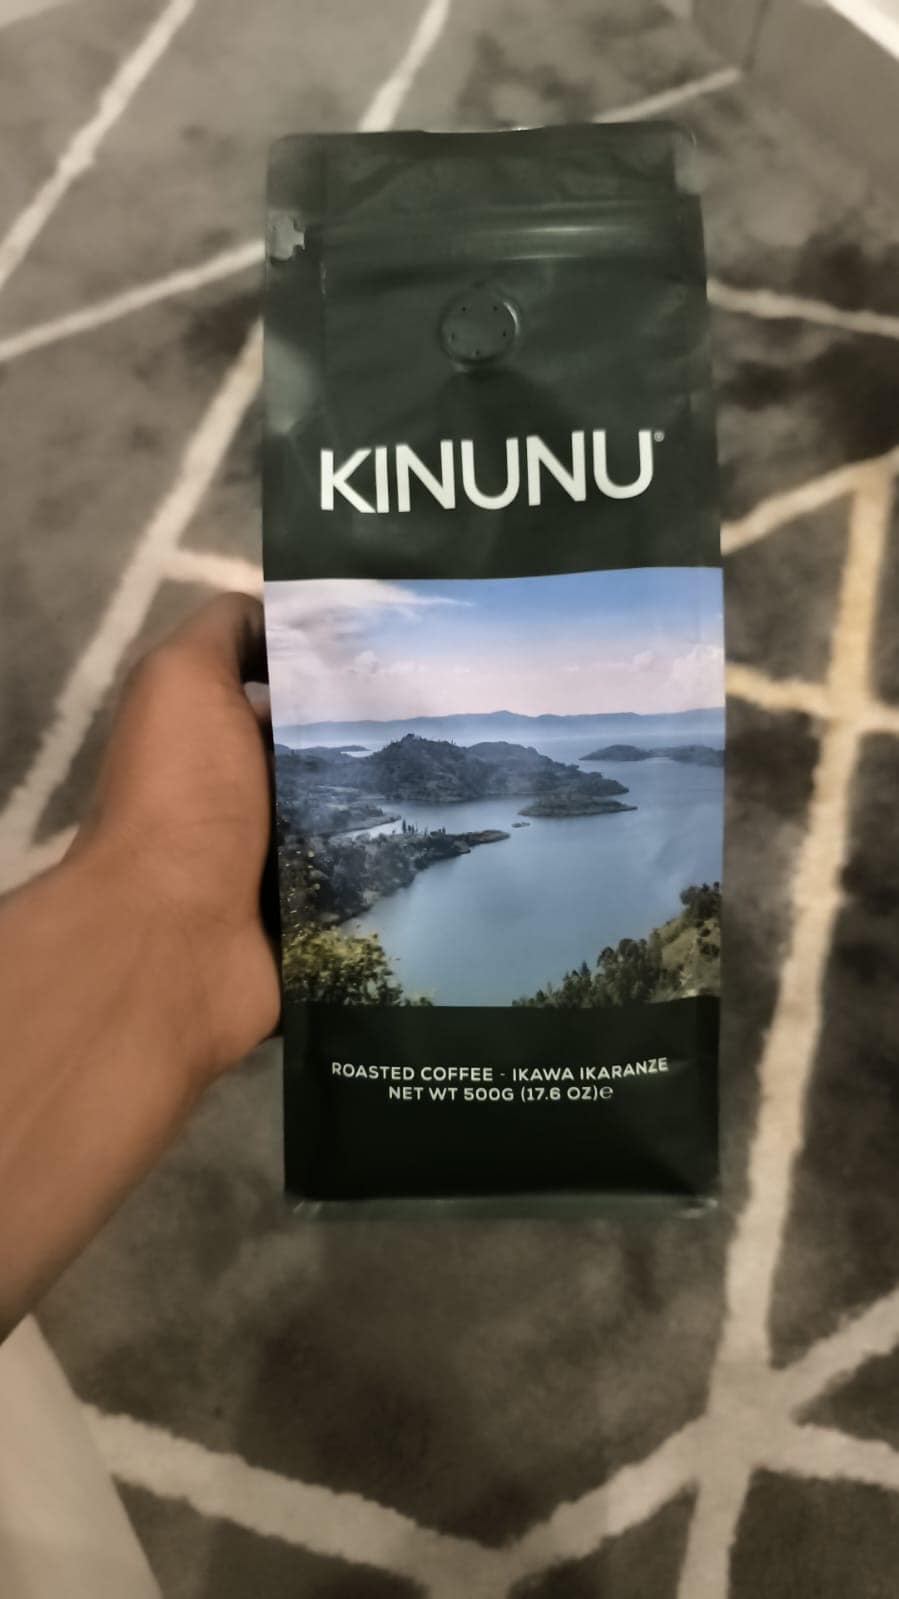 KINUNU®
ROASTED COFFEE - IKAWA IKARANZE
NET WT 500G (17.6 OZ)℮